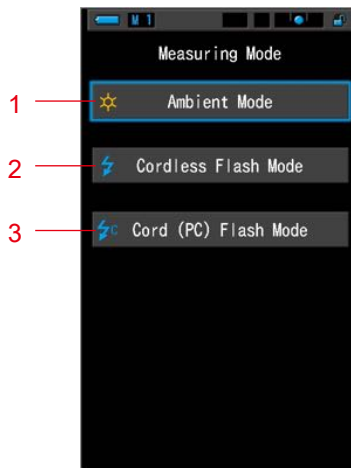 M 1
Measuring Mode
1 Ambient Mode
2 Cordless Flash Mode
3 C Cord (PC) Flash Mode